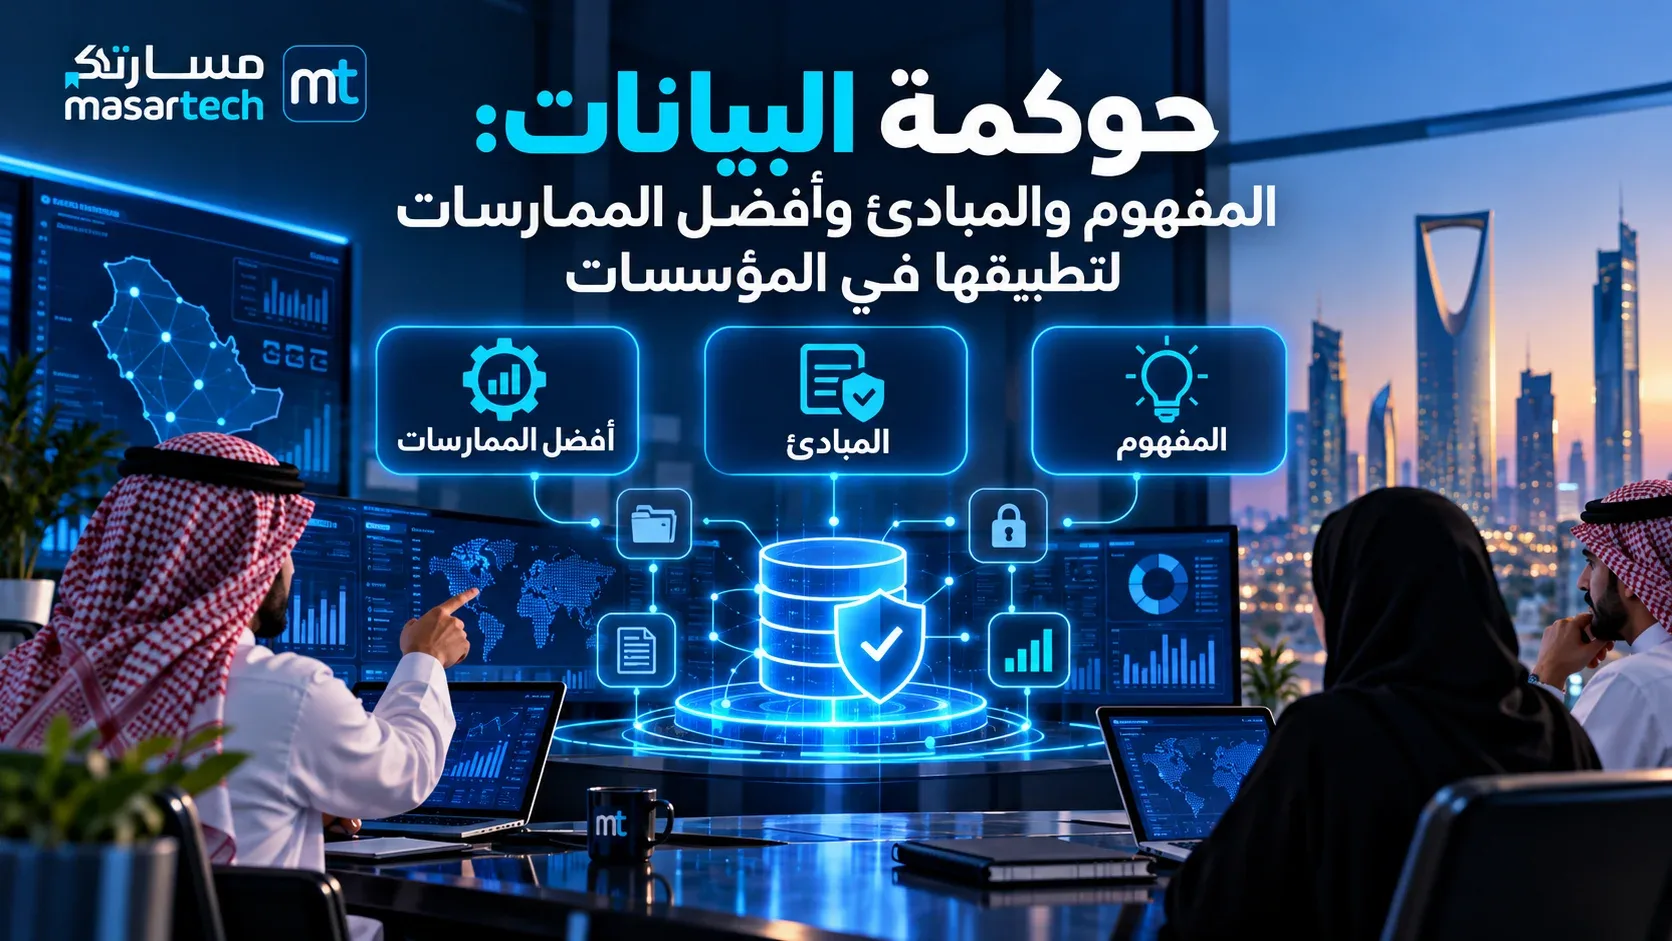 مسارتك
masartech
mt
حوكمة البيانات:
المفهوم والمبادئ وأفضل الممارسات
لتطبيقها في المؤسسات
المفهوم
المبادئ
أفضل الممارسات
mt